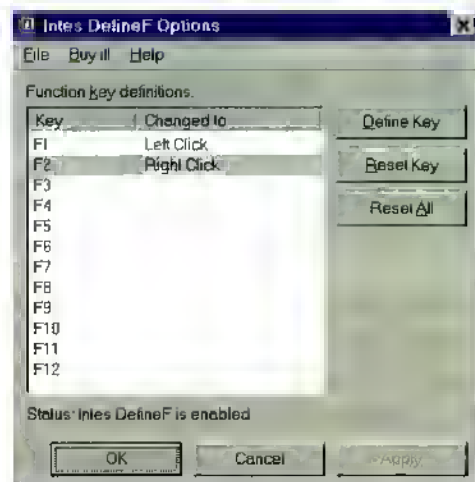 Intes DefineF Options
File Buy it! Help
Function key definitions.
Key Changed to
F1 Left Click
F2 Right Click
F3
F4
F5
F6
F7
F8
F9
F10
F11
F12
Define Key
Reset Key
Reset All
Status: Intes DefineF is enabled
OK Cancel Apply